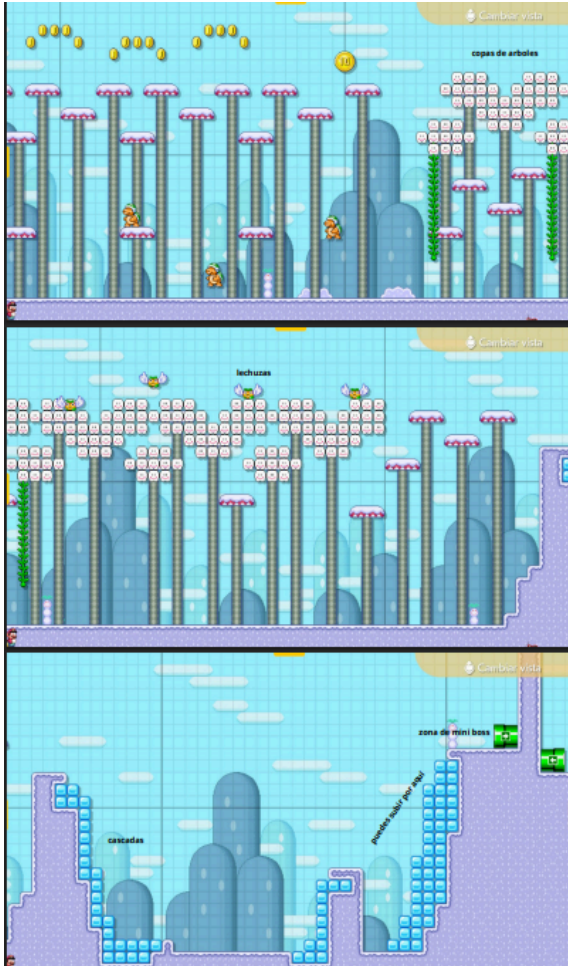 Cambiar vista
copas de arboles
10
Cambiar vista
lechuzas
Cambiar vista
zona de mini boss
puedes subir por aqui
cascadas